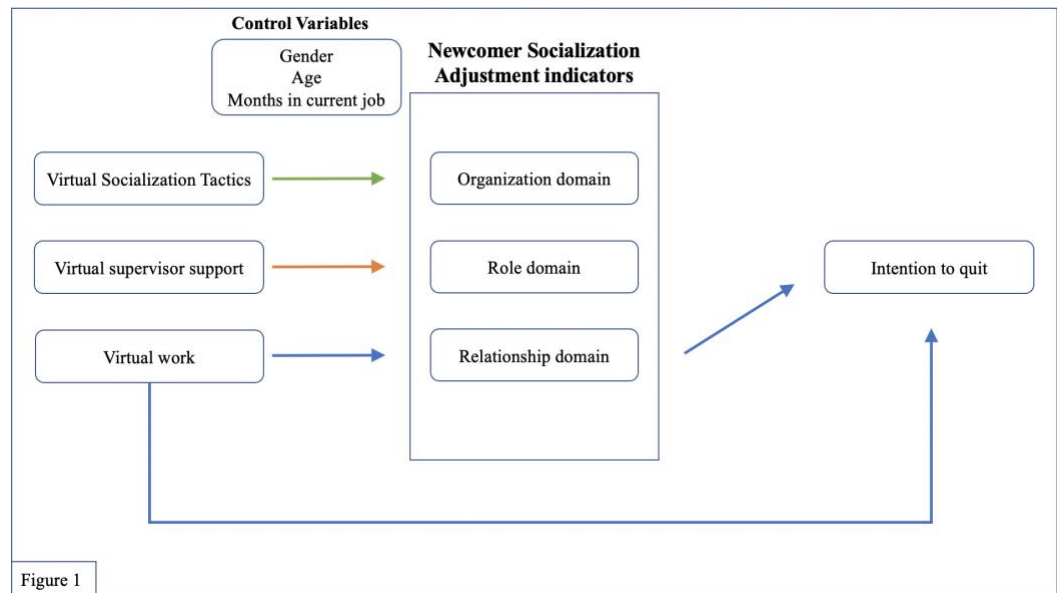 Control Variables
Gender
Age
Months in current job
Newcomer Socialization
Adjustment indicators
Virtual Socialization Tactics
Organization domain
Virtual supervisor support
Role domain
Intention to quit
Virtual work
Relationship domain
Figure 1